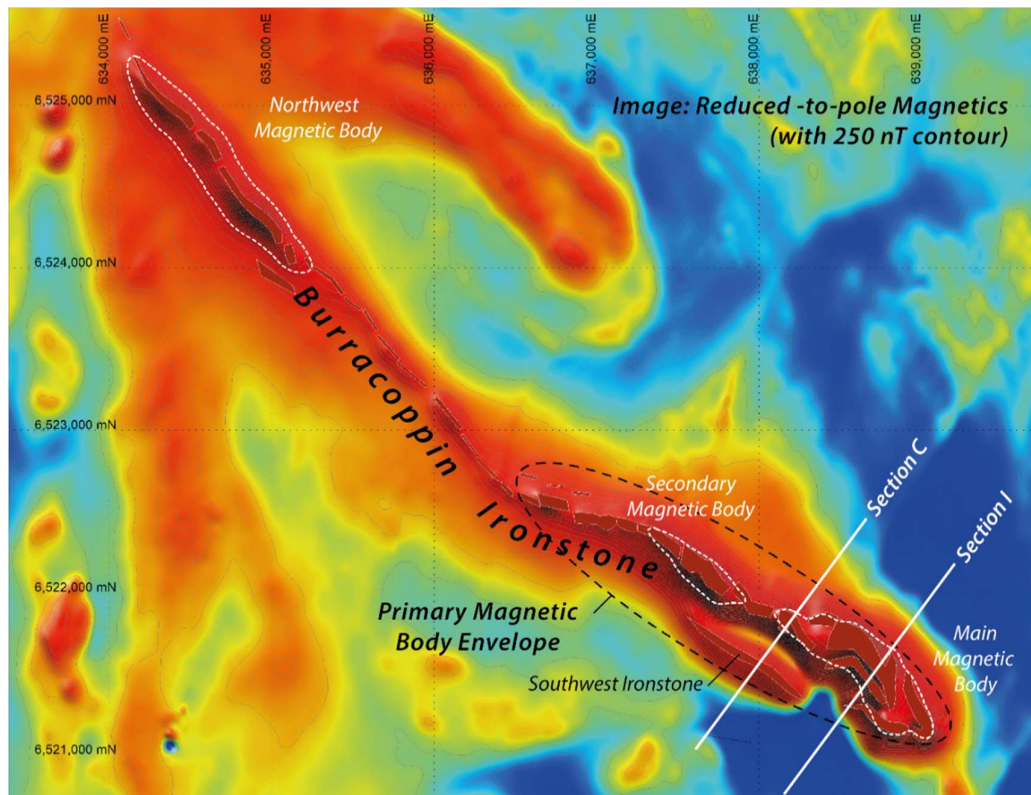 634,000 mE
635,000 mE
636,000 mE
637,000 mE
638,000 mE
639,000 mE
6,525,000 mN
Northwest
Magnetic Body
Image: Reduced -to-pole Magnetics
(with 250 nT contour)
6,524,000 mN
Burracoppin
Ironstone
6,523,000 mN
Secondary
Magnetic Body
Section C
Section I
6,522,000 mN
Primary Magnetic
Body Envelope
Main
Magnetic
Body
Southwest Ironstone
6,521,000 mN